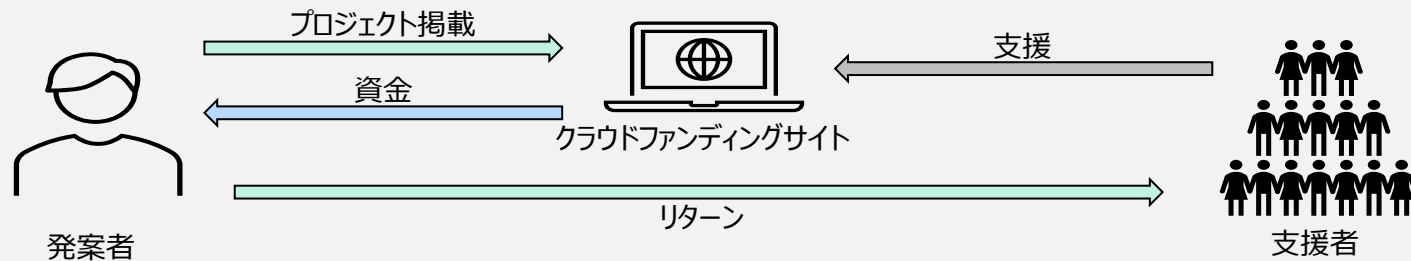 プロジェクト掲載
支援
資金
クラウドファンディングサイト
リターン
発案者
支援者